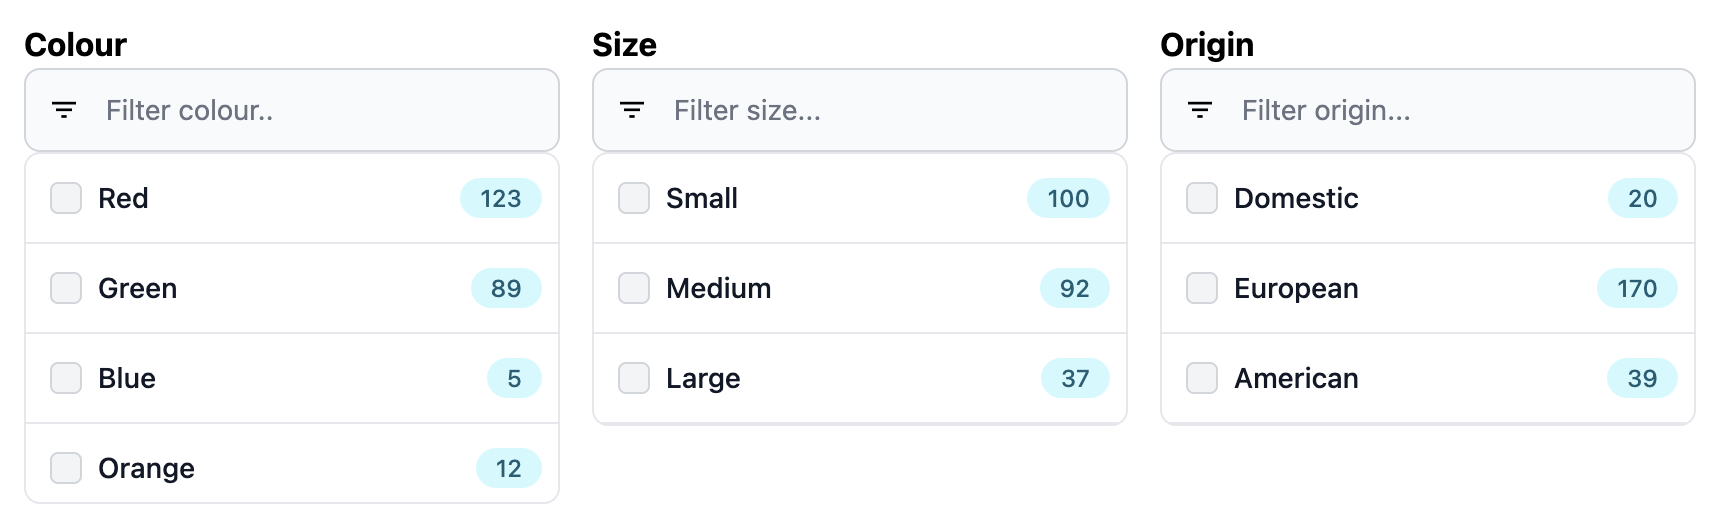 Colour
Filter colour..
Red 123
Green 89
Blue 5
Orange 12
Size
Filter size...
Small 100
Medium 92
Large 37
Origin
Filter origin...
Domestic 20
European 170
American 39